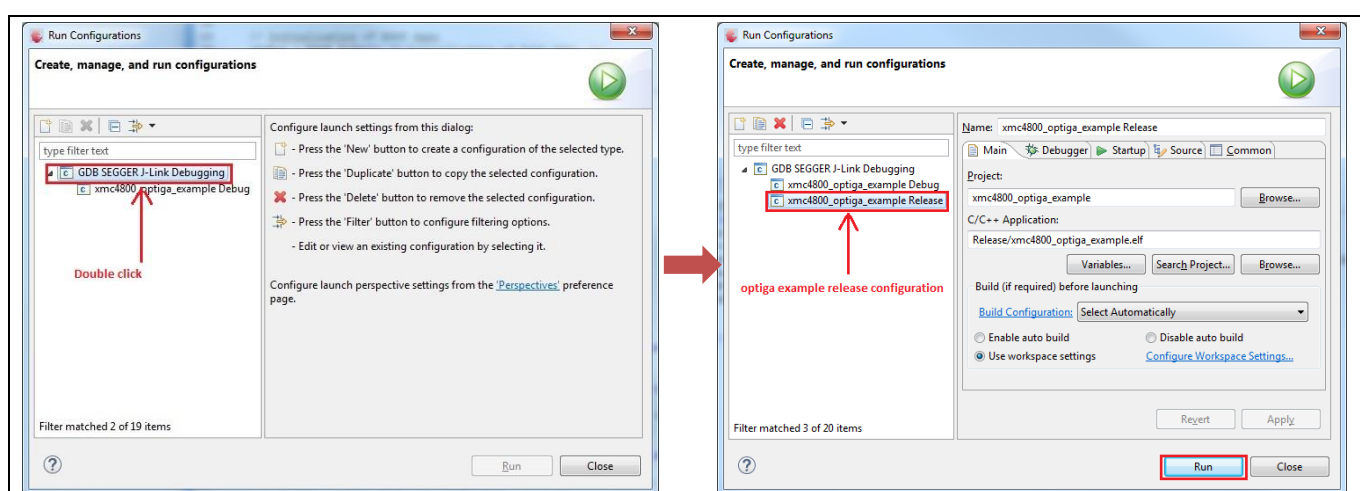 Run Configurations
Create, manage, and run configurations
type filter text
GDB SEGGER J-Link Debugging
xmc4800_optiga_example Debug
Double click
Filter matched 2 of 19 items
Configure launch settings from this dialog:
- Press the 'New' button to create a configuration of the selected type.
- Press the 'Duplicate' button to copy the selected configuration.
- Press the 'Delete' button to remove the selected configuration.
- Press the 'Filter' button to configure filtering options.
- Edit or view an existing configuration by selecting it.
Configure launch perspective settings from the 'Perspectives' preference
page.
Run
Close
Run Configurations
Create, manage, and run configurations
type filter text
GDB SEGGER J-Link Debugging
xmc4800_optiga_example Debug
xmc4800_optiga_example Release
optiga example release configuration
Filter matched 3 of 20 items
Name: xmc4800_optiga_example Release
Main Debugger Startup Source Common
Project:
xmc4800_optiga_example Browse...
C/C++ Application:
Release/xmc4800_optiga_example.elf
Variables... Search Project... Browse...
Build (if required) before launching
Build Configuration: Select Automatically
Enable auto build Disable auto build
Use workspace settings Configure Workspace Settings...
Revert Apply
Run Close